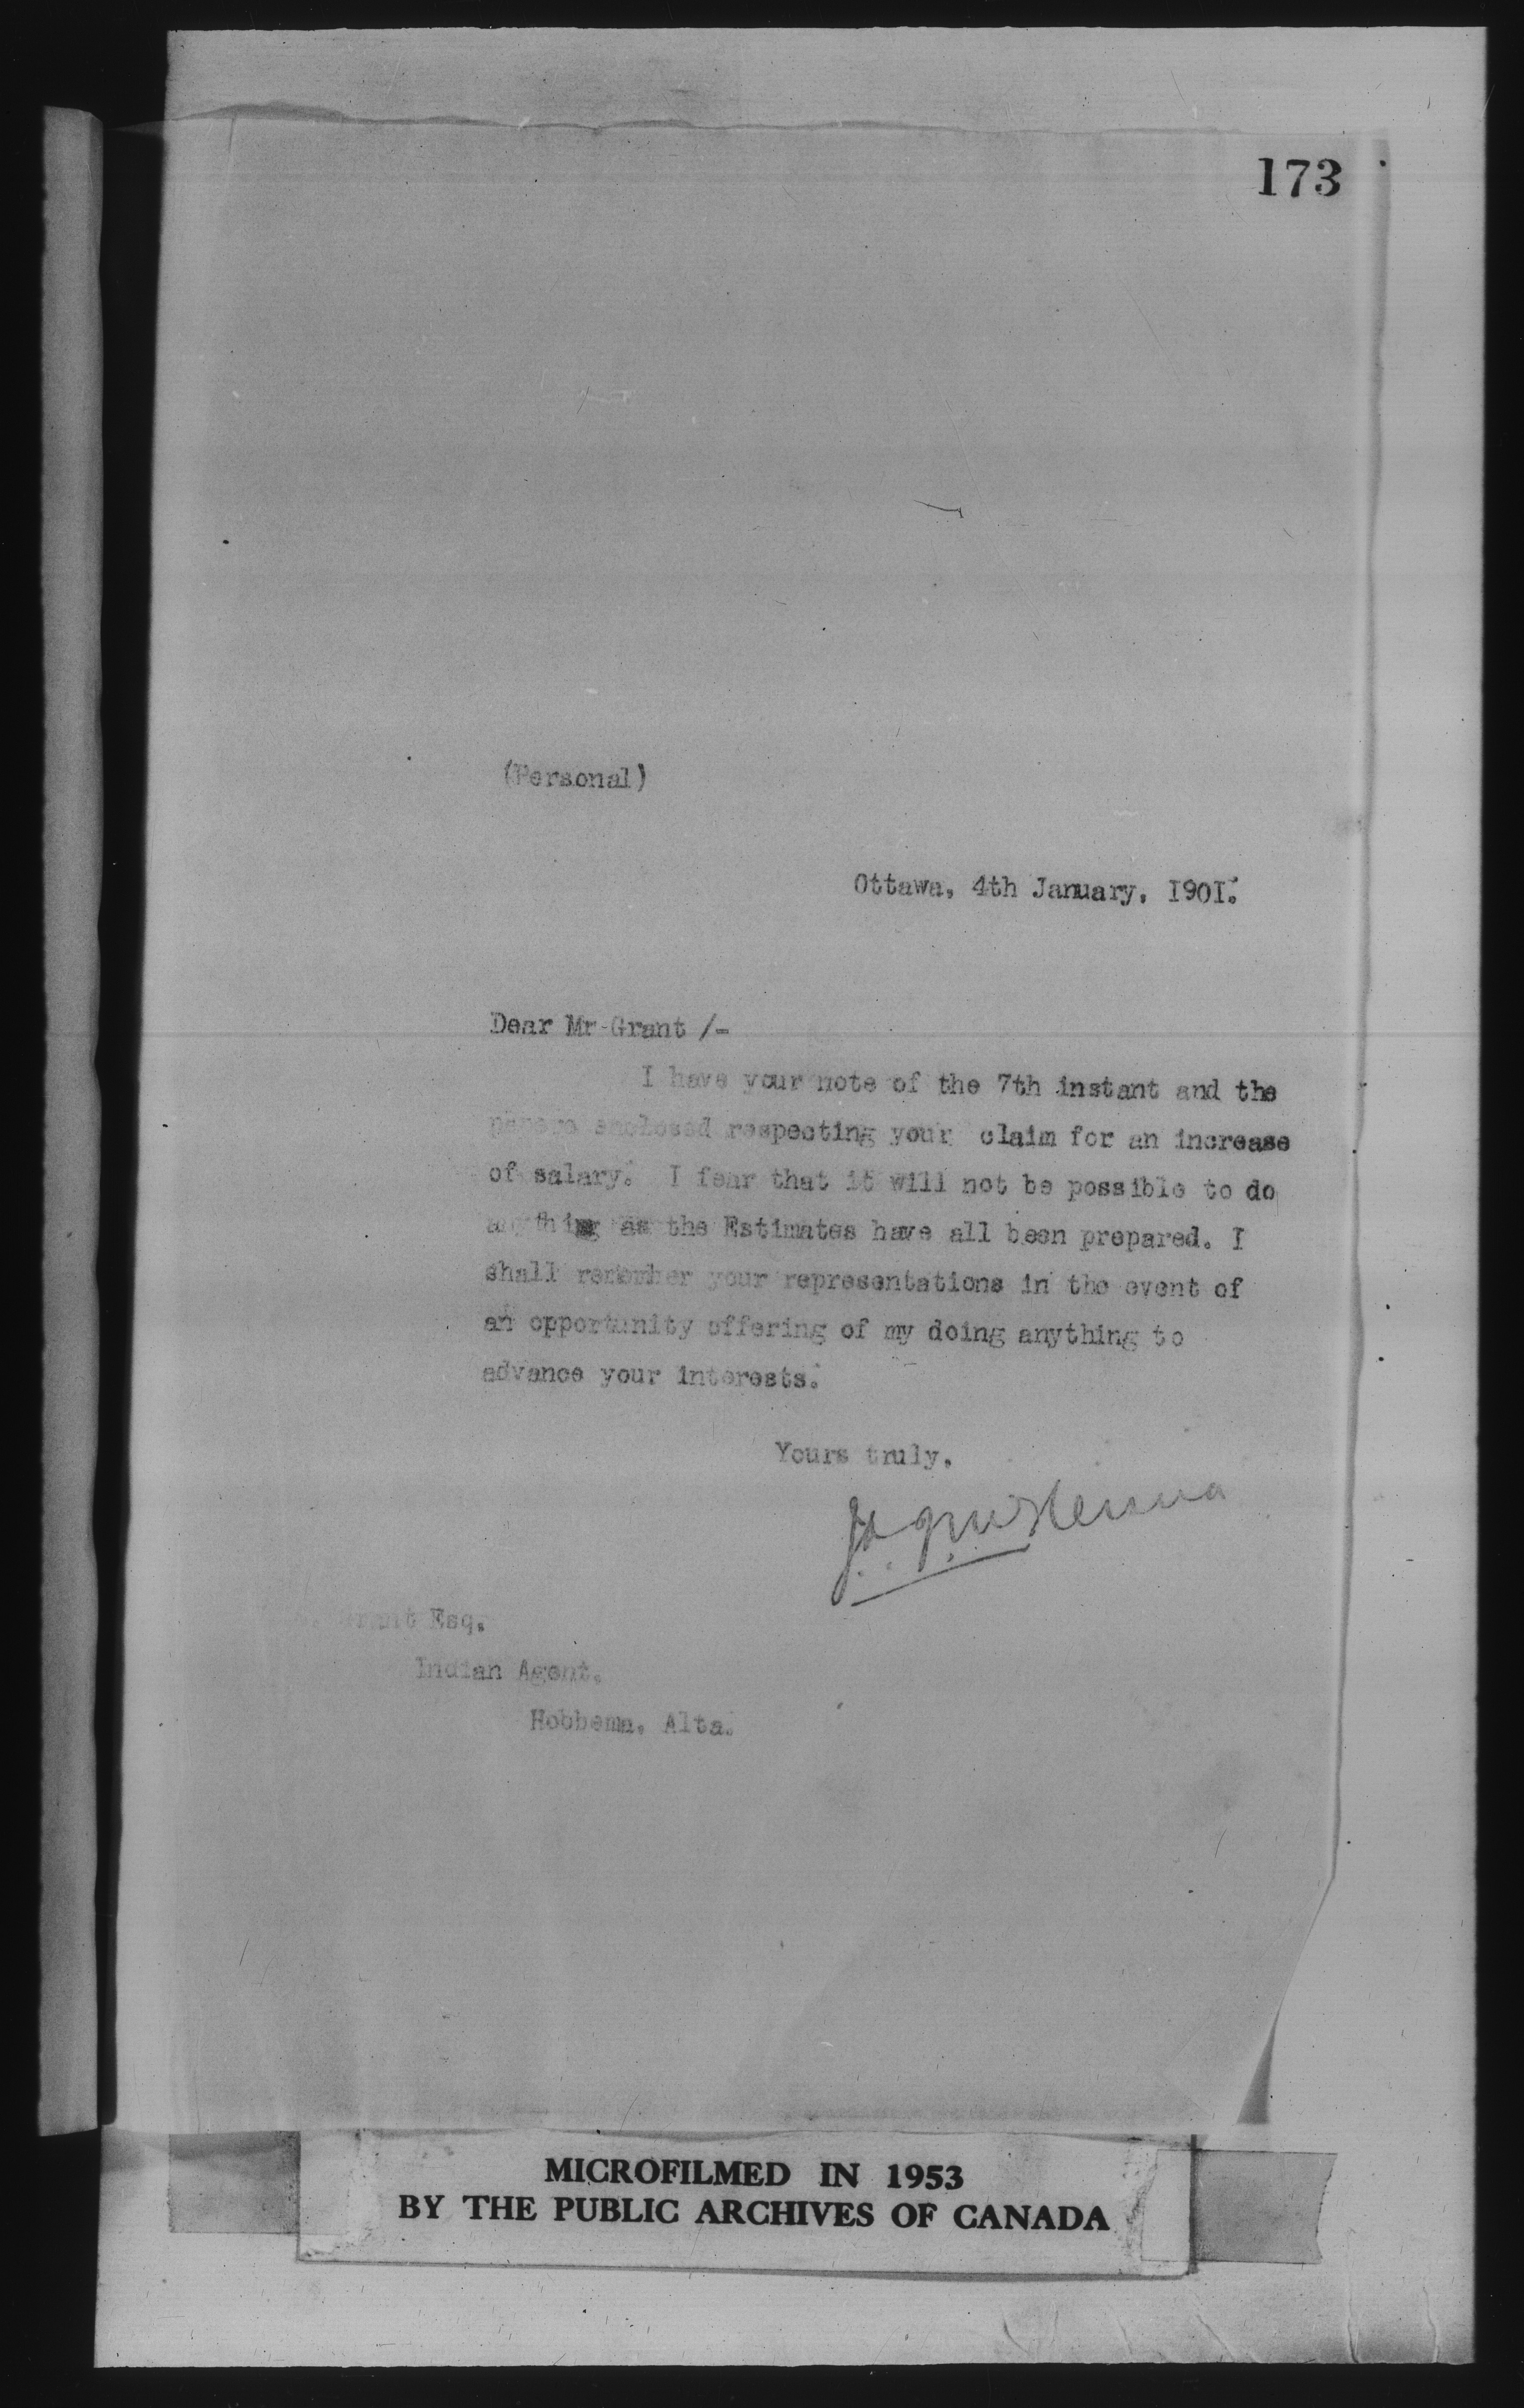 173
(Personal)
Ottawa, 4th January, 1901.
Dear Mr Grant /-
I have your note of the 7th instant and the
papers enclosed respecting your claim for an increase
of salary. I fear that it will not be possible to do
anything as the Estimates have all been prepared. I
shall remember your representations in the event of
an opportunity offering of my doing anything to
advance your interests.
Yours truly,
Grant Esq.
Indian Agent.
Hobbema. Alta.
MICROFILMED IN 1953
BY THE PUBLIC ARCHIVES OF CANADA